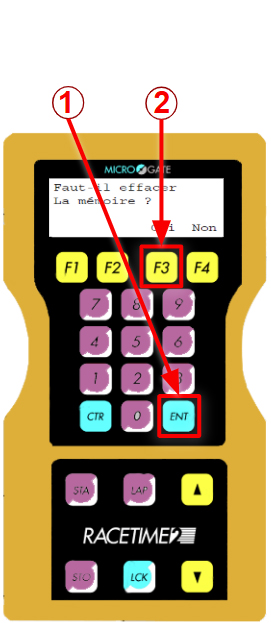 1 2
MICROGATE
Faut-il effacer
La mémoire ?
Oui Non
F1 F2 F3 F4
7 8 9
4 5 6
1 2 3
CTR 0 ENT
STA LAP
RACETIME2
STO LCK